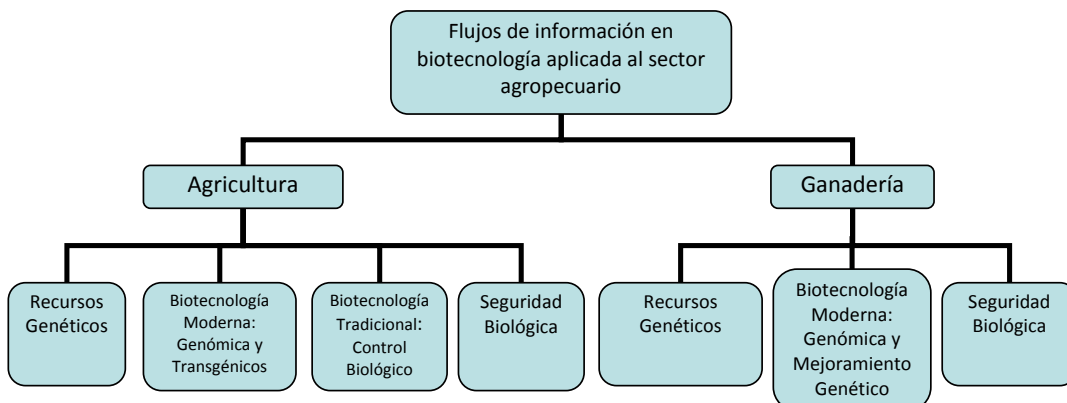 Flujos de información en
biotecnología aplicada al sector
agropecuario
Agricultura
Ganadería
Recursos
Genéticos
Biotecnología
Moderna:
Genómica y
Transgénicos
Biotecnología
Tradicional:
Control
Biológico
Seguridad
Biológica
Recursos
Genéticos
Biotecnología
Moderna:
Genómica y
Mejoramiento
Genético
Seguridad
Biológica